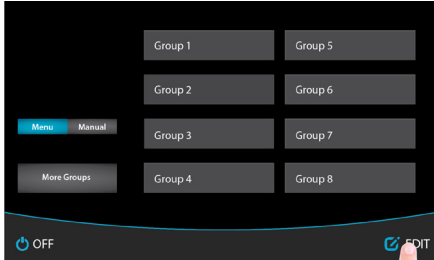 Group 1
Group 5
Group 2
Group 6
Menu
Manual
Group 3
Group 7
More Groups
Group 4
Group 8
OFF
EDIT